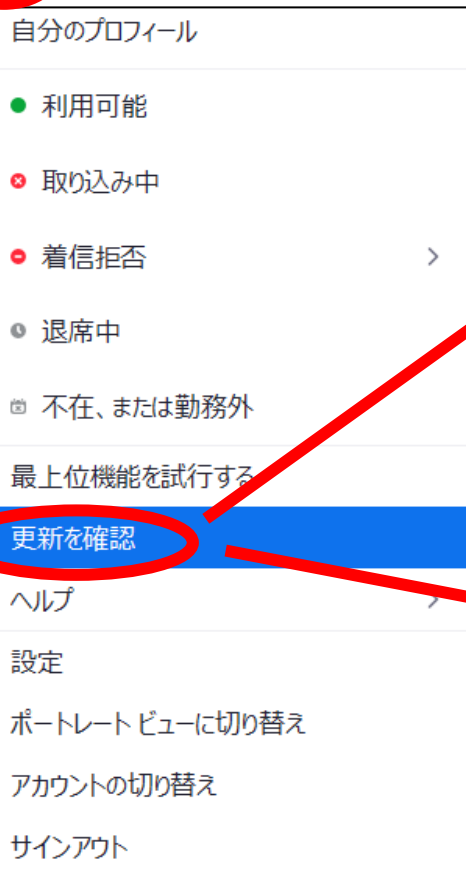 自分のプロフィール
利用可能
取り込み中
着信拒否
退席中
不在、または勤務外
最上位機能を試行する
更新を確認
ヘルプ
設定
ポートレート ビューに切り替え
アカウントの切り替え
サインアウト